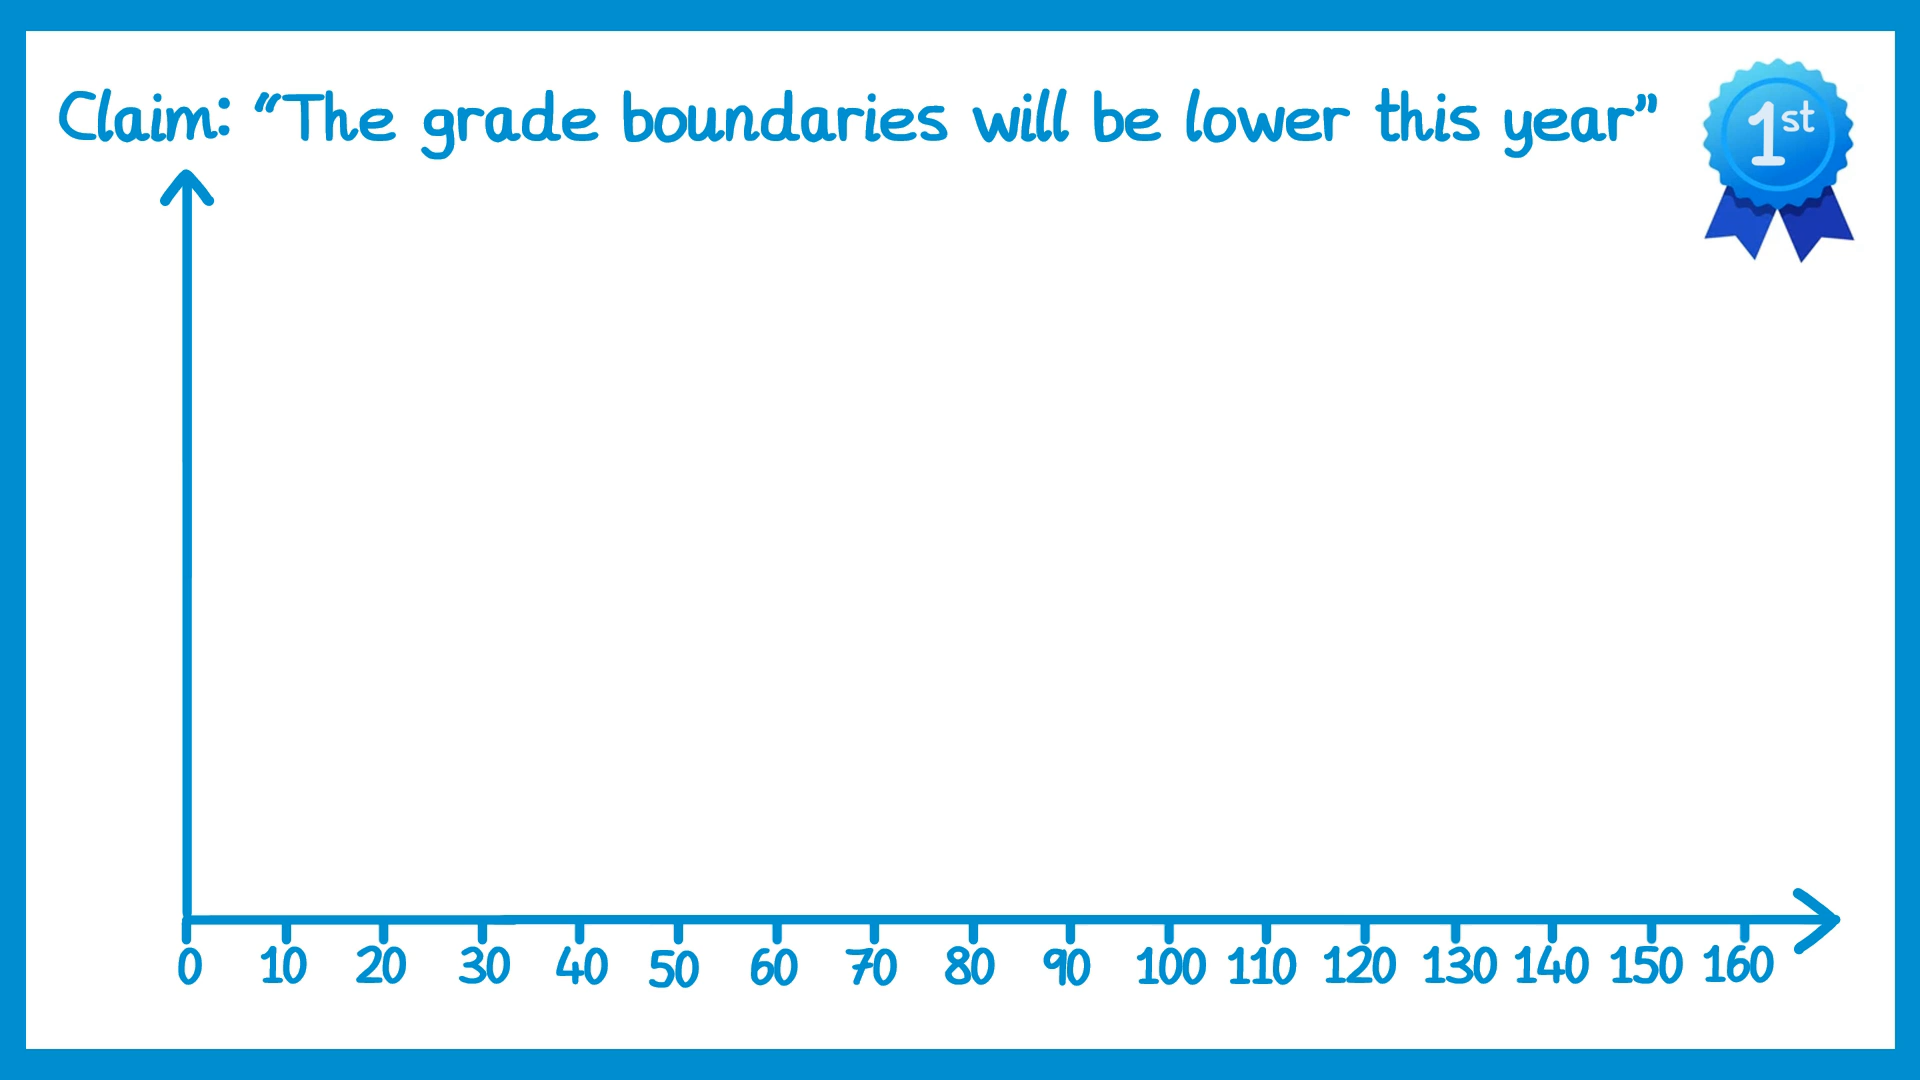 Claim: “The grade boundaries will be lower this year”
1st
0 10 20 30 40 50 60 70 80 90 100 110 120 130 140 150 160